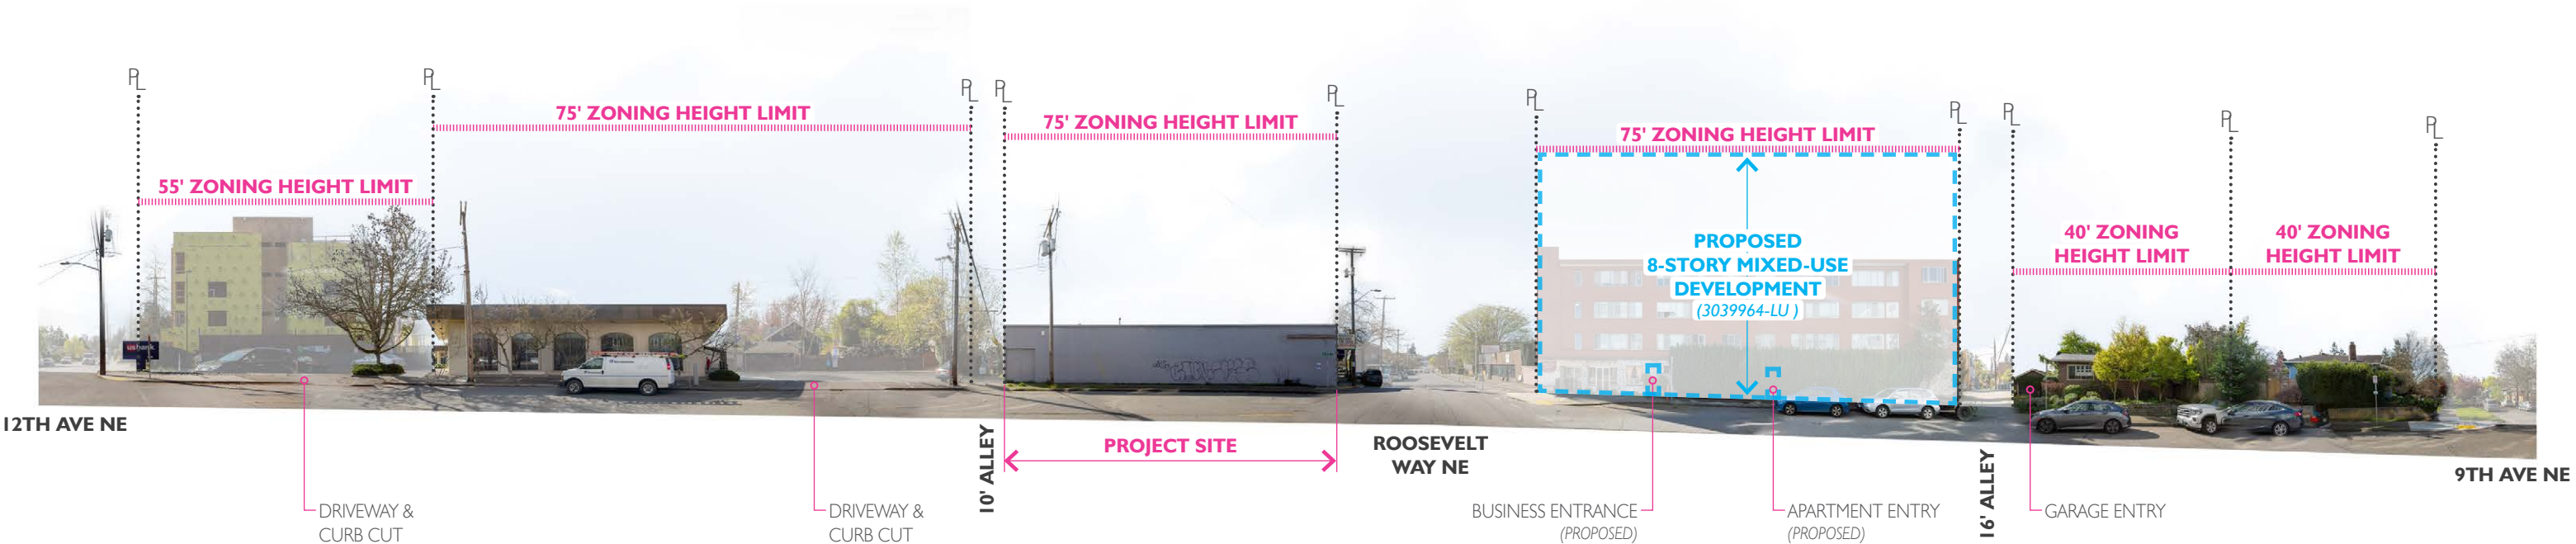 PL
PL
PL
PL
PL
PL
PL
PL
PL
PL
75' ZONING HEIGHT LIMIT
75' ZONING HEIGHT LIMIT
75' ZONING HEIGHT LIMIT
55' ZONING HEIGHT LIMIT
40' ZONING
HEIGHT LIMIT
40' ZONING
HEIGHT LIMIT
PROPOSED
8-STORY MIXED-USE
DEVELOPMENT
(3039964-LU )
usbank
12TH AVE NE
10' ALLEY
PROJECT SITE
ROOSEVELT
WAY NE
16' ALLEY
9TH AVE NE
DRIVEWAY &
CURB CUT
DRIVEWAY &
CURB CUT
BUSINESS ENTRANCE
(PROPOSED)
APARTMENT ENTRY
(PROPOSED)
GARAGE ENTRY